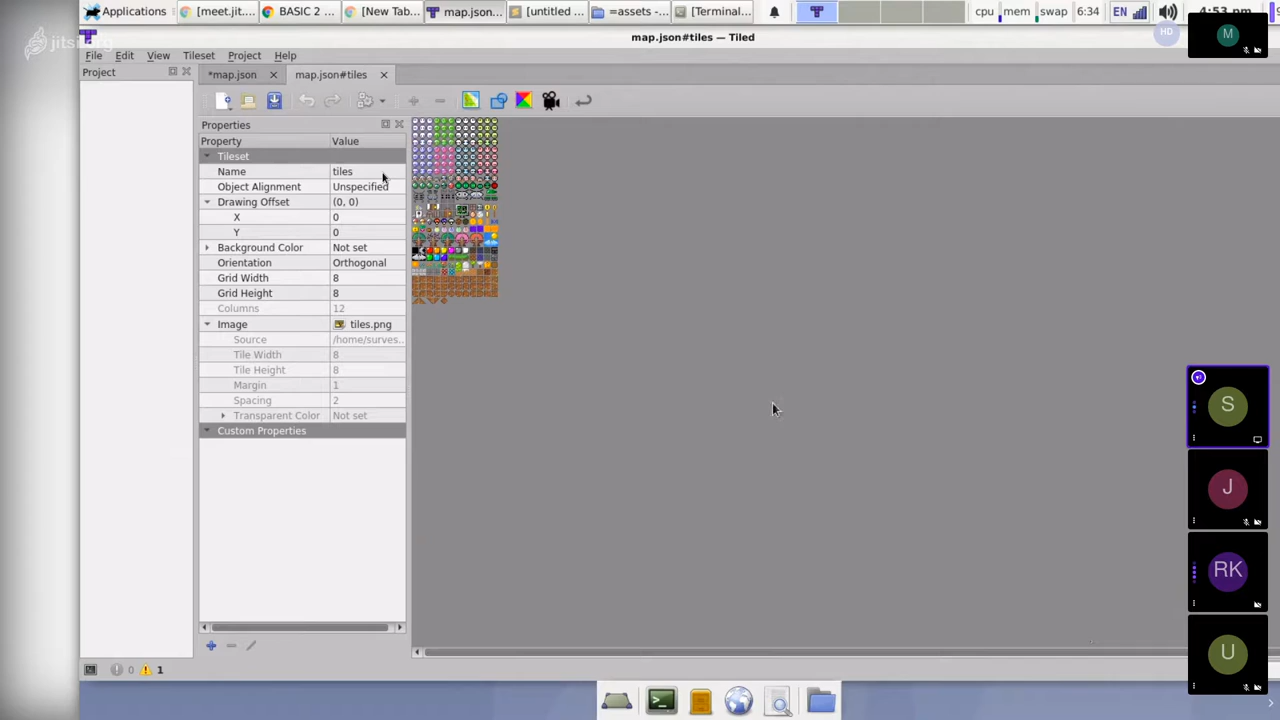 Applications
[meet.jit...
BASIC 2 ...
[New Tab...
map.json...
[untitled ...
=assets -...
[Terminal...
cpu
mem
swap
6:34
EN
4:53 pm
jitsi.org
map.json#tiles — Tiled
HD
M
File Edit View Tileset Project Help
Project
*map.json
map.json#tiles
Properties
Property Value
Tileset
Name tiles
Object Alignment Unspecified
Drawing Offset (0, 0)
X 0
Y 0
Background Color Not set
Orientation Orthogonal
Grid Width 8
Grid Height 8
Columns 12
Image tiles.png
Source /home/surves...
Tile Width 8
Tile Height 8
Margin 1
Spacing 2
Transparent Color Not set
Custom Properties
S
J
RK
U
0
1